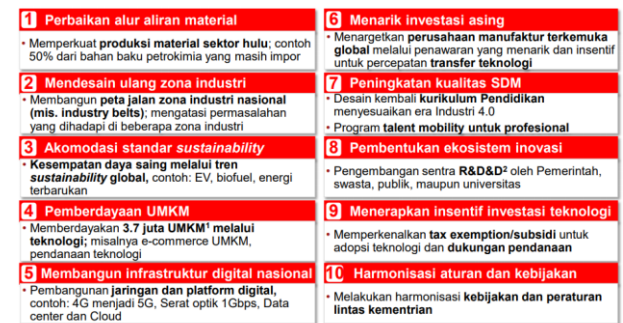 1 Perbaikan alur aliran material
• Memperkuat produksi material sektor hulu; contoh
50% dari bahan baku petrokimia yang masih impor
2 Mendesain ulang zona industri
• Membangun peta jalan zona industri nasional
(mis. industry belts); mengatasi permasalahan
yang dihadapi di beberapa zona industri
3 Akomodasi standar sustainability
• Kesempatan daya saing melalui tren
sustainability global, contoh: EV, biofuel, energi
terbarukan
4 Pemberdayaan UMKM
• Memberdayakan 3.7 juta UMKM¹ melalui
teknologi; misalnya e-commerce UMKM,
pendanaan teknologi
5 Membangun infrastruktur digital nasional
• Pembangunan jaringan dan platform digital,
contoh: 4G menjadi 5G, Serat optik 1Gbps, Data
center dan Cloud
6 Menarik investasi asing
• Menargetkan perusahaan manufaktur terkemuka
global melalui penawaran yang menarik dan insentif
untuk percepatan transfer teknologi
7 Peningkatan kualitas SDM
• Desain kembali kurikulum Pendidikan
menyesuaikan era Industri 4.0
• Program talent mobility untuk profesional
8 Pembentukan ekosistem inovasi
• Pengembangan sentra R&D&D² oleh Pemerintah,
swasta, publik, maupun universitas
9 Menerapkan insentif investasi teknologi
• Memperkenalkan tax exemption/subsidi untuk
adopsi teknologi dan dukungan pendanaan
10 Harmonisasi aturan dan kebijakan
• Melakukan harmonisasi kebijakan dan peraturan
lintas kementrian